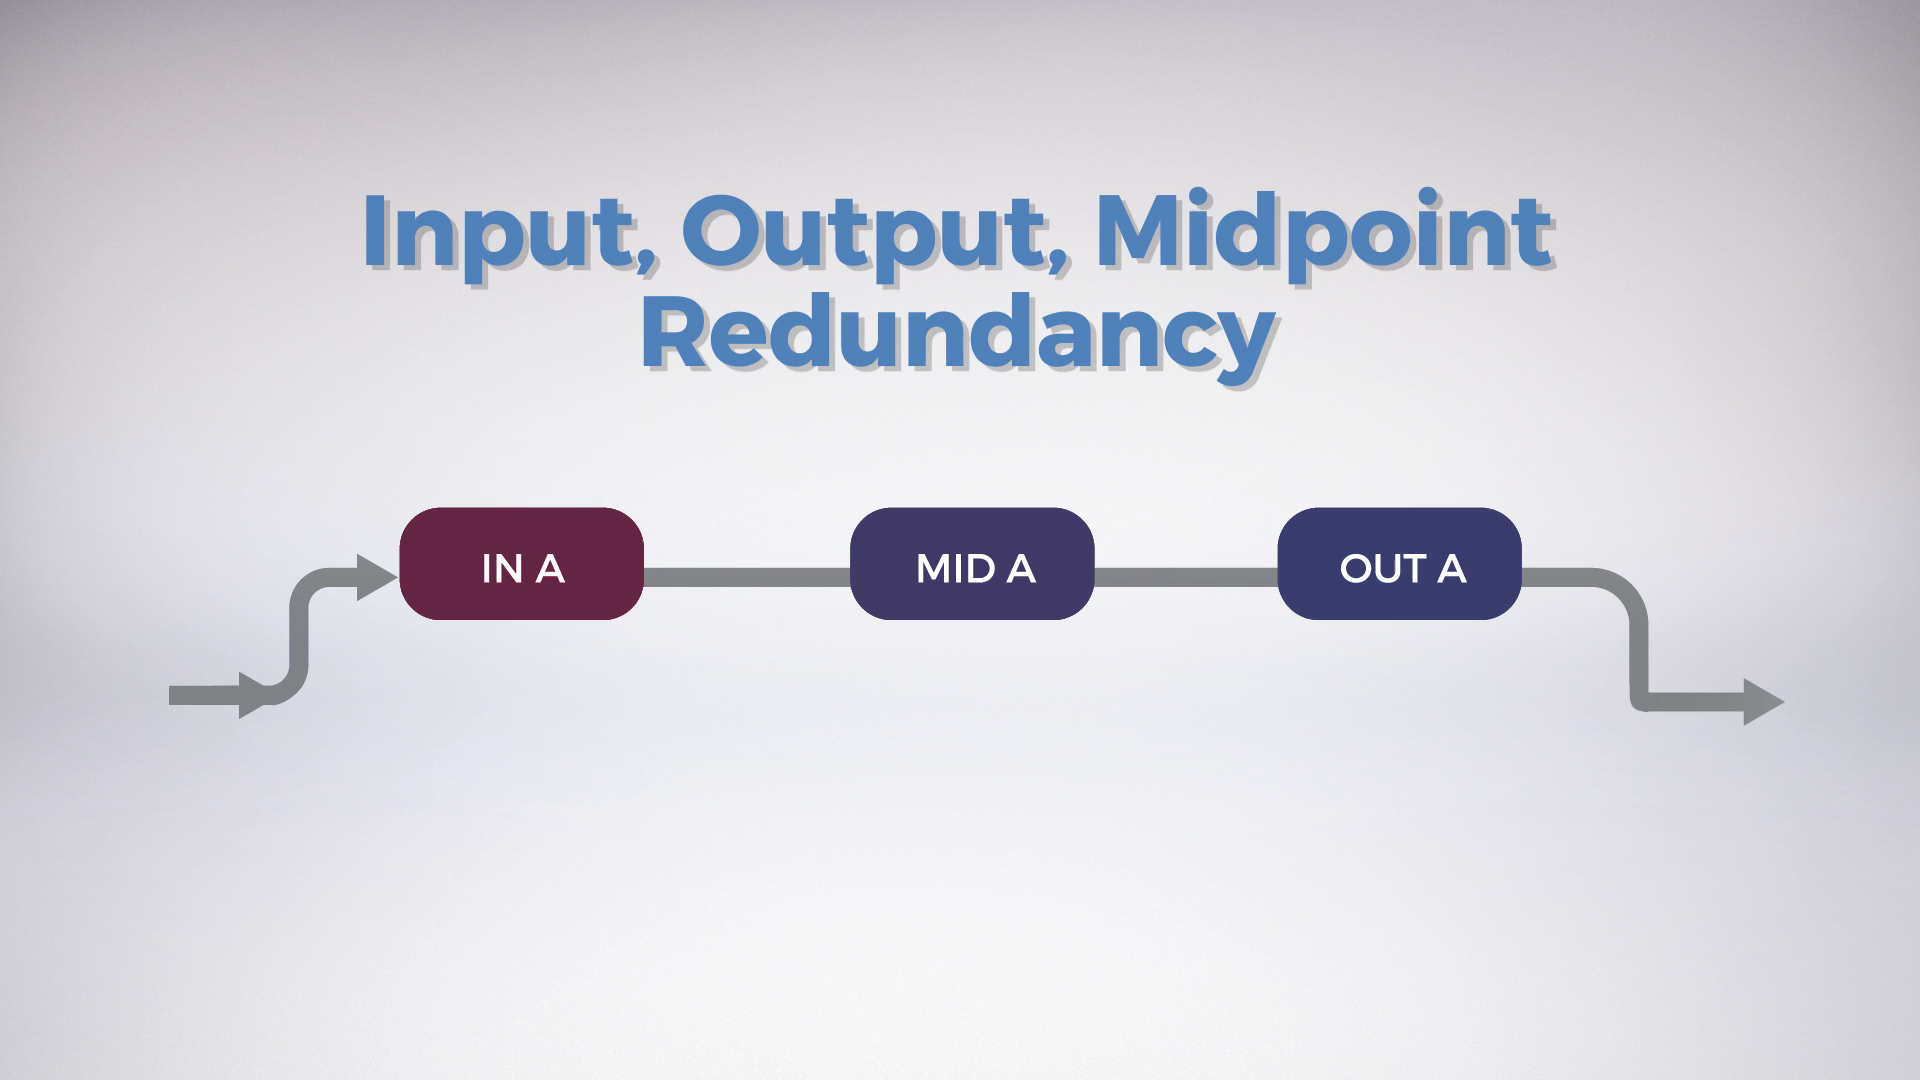 Input, Output, Midpoint
Redundancy
IN A
MID A
OUT A